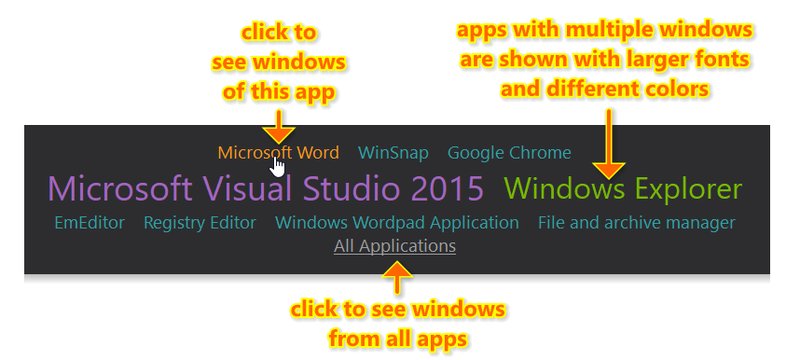 click to
see windows
of this app
apps with multiple windows
are shown with larger fonts
and different colors
Microsoft Word WinSnap Google Chrome
Microsoft Visual Studio 2015 Windows Explorer
EmEditor Registry Editor Windows Wordpad Application File and archive manager
All Applications
click to see windows
from all apps